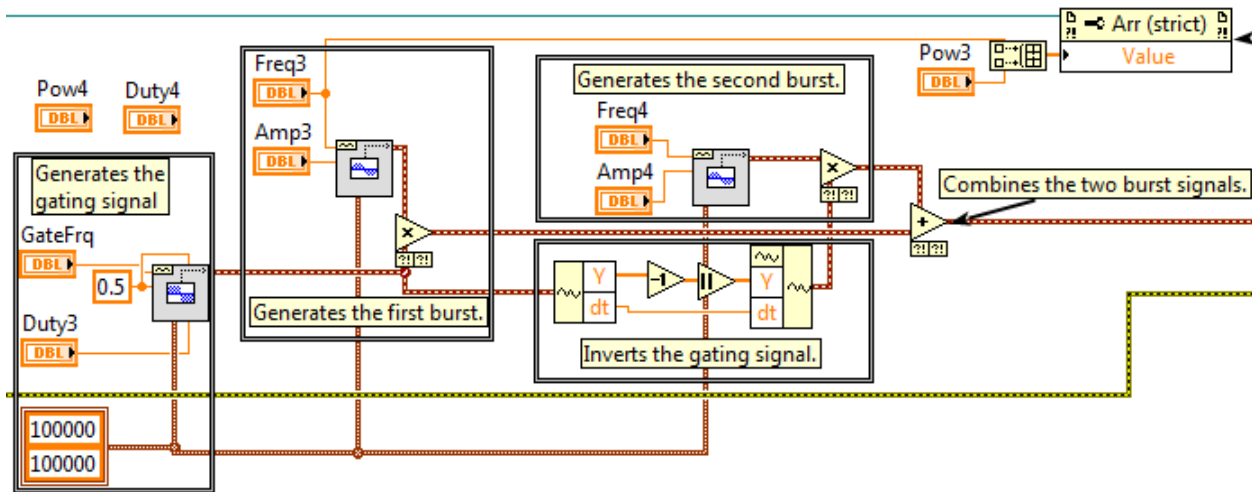 Arr (strict)
Value
Pow3
DBL
Freq3
DBL
Amp3
DBL
Generates the first burst.
Generates the second burst.
Freq4
DBL
Amp4
DBL
Pow4
DBL
Duty4
DBL
Generates the
gating signal
GateFrq
DBL
0.5
Duty3
DBL
100000
100000
Combines the two burst signals.
Y
dt
Y
dt
Inverts the gating signal.